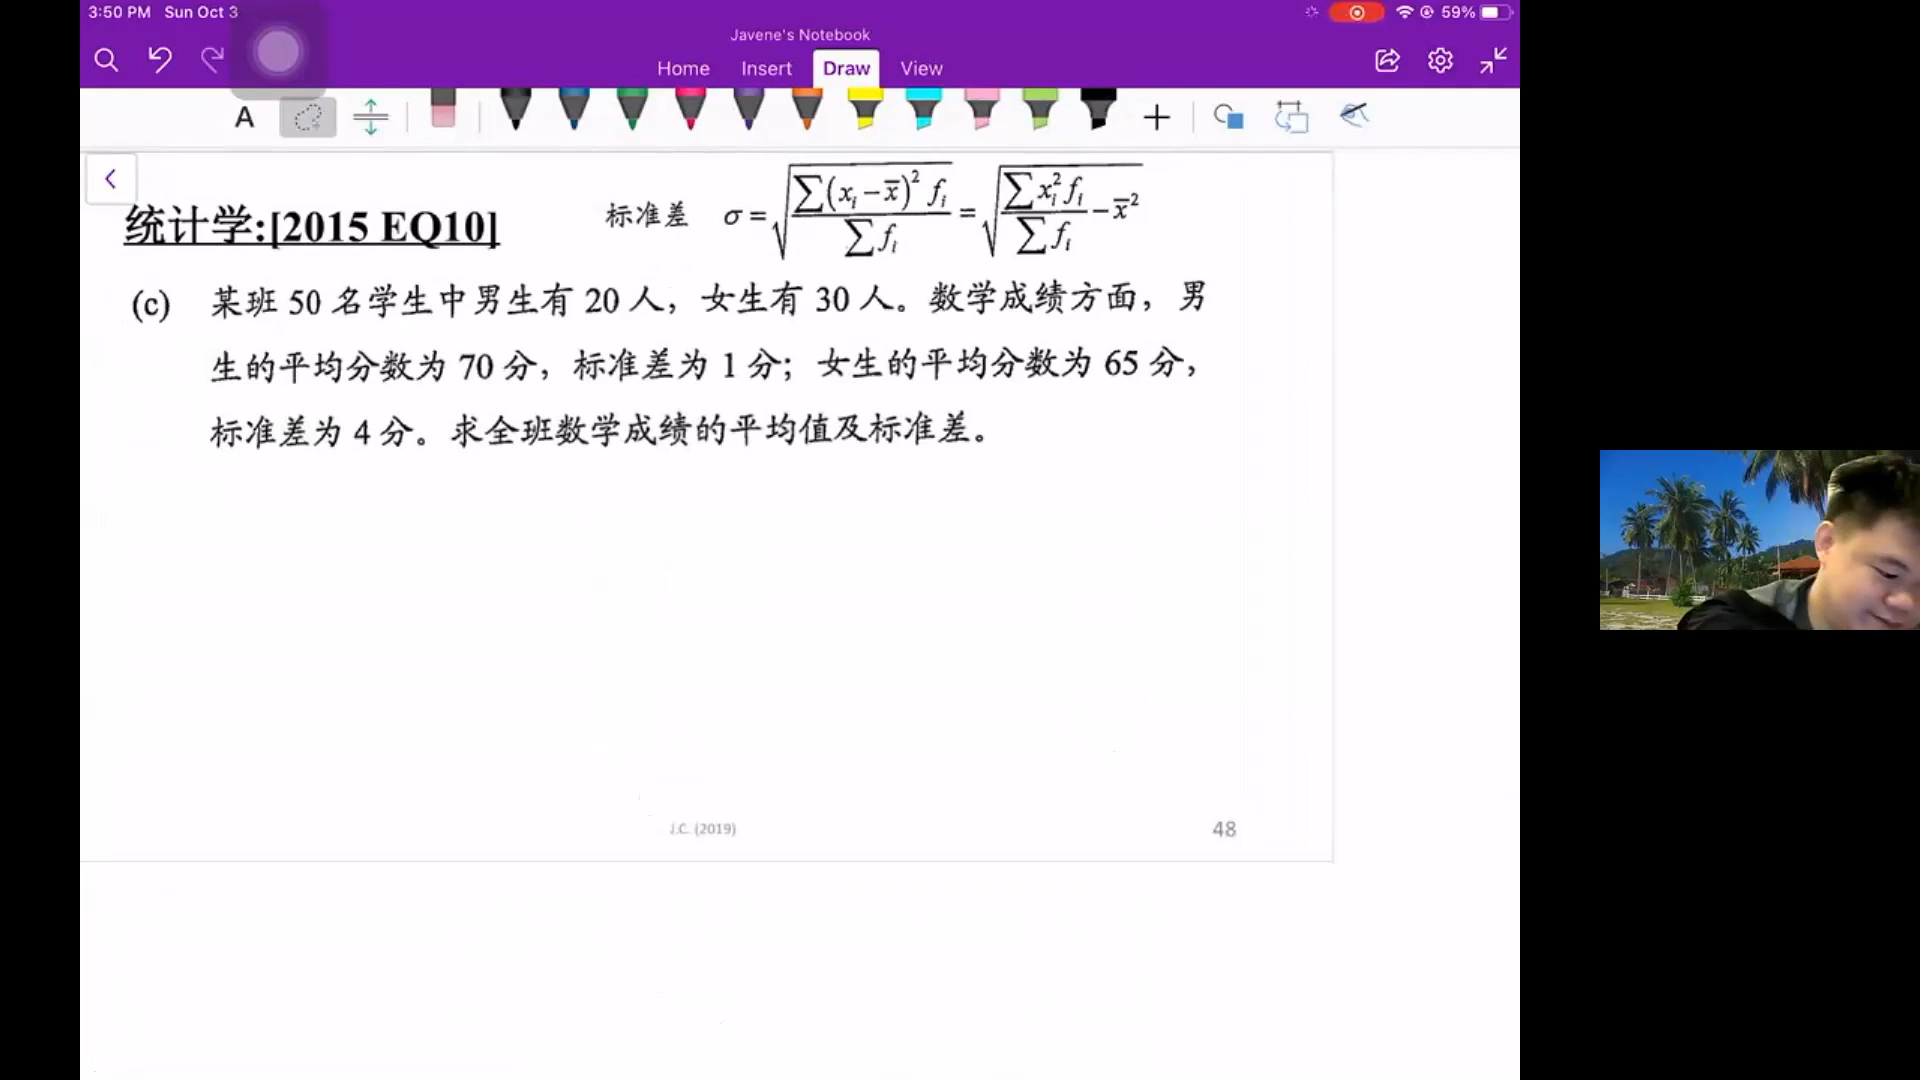 3:50 PM Sun Oct 3
59%
Javene's Notebook
Home Insert Draw View
A
统计学:[2015 EQ10]
标准差 σ = √(∑(xᵢ − x̄)² fᵢ / ∑fᵢ) = √(∑xᵢ² fᵢ / ∑fᵢ − x̄²)
(c) 某班 50 名学生中男生有 20 人，女生有 30 人。数学成绩方面，男
生的平均分数为 70 分，标准差为 1 分；女生的平均分数为 65 分，
标准差为 4 分。求全班数学成绩的平均值及标准差。
J.C. (2019)
48